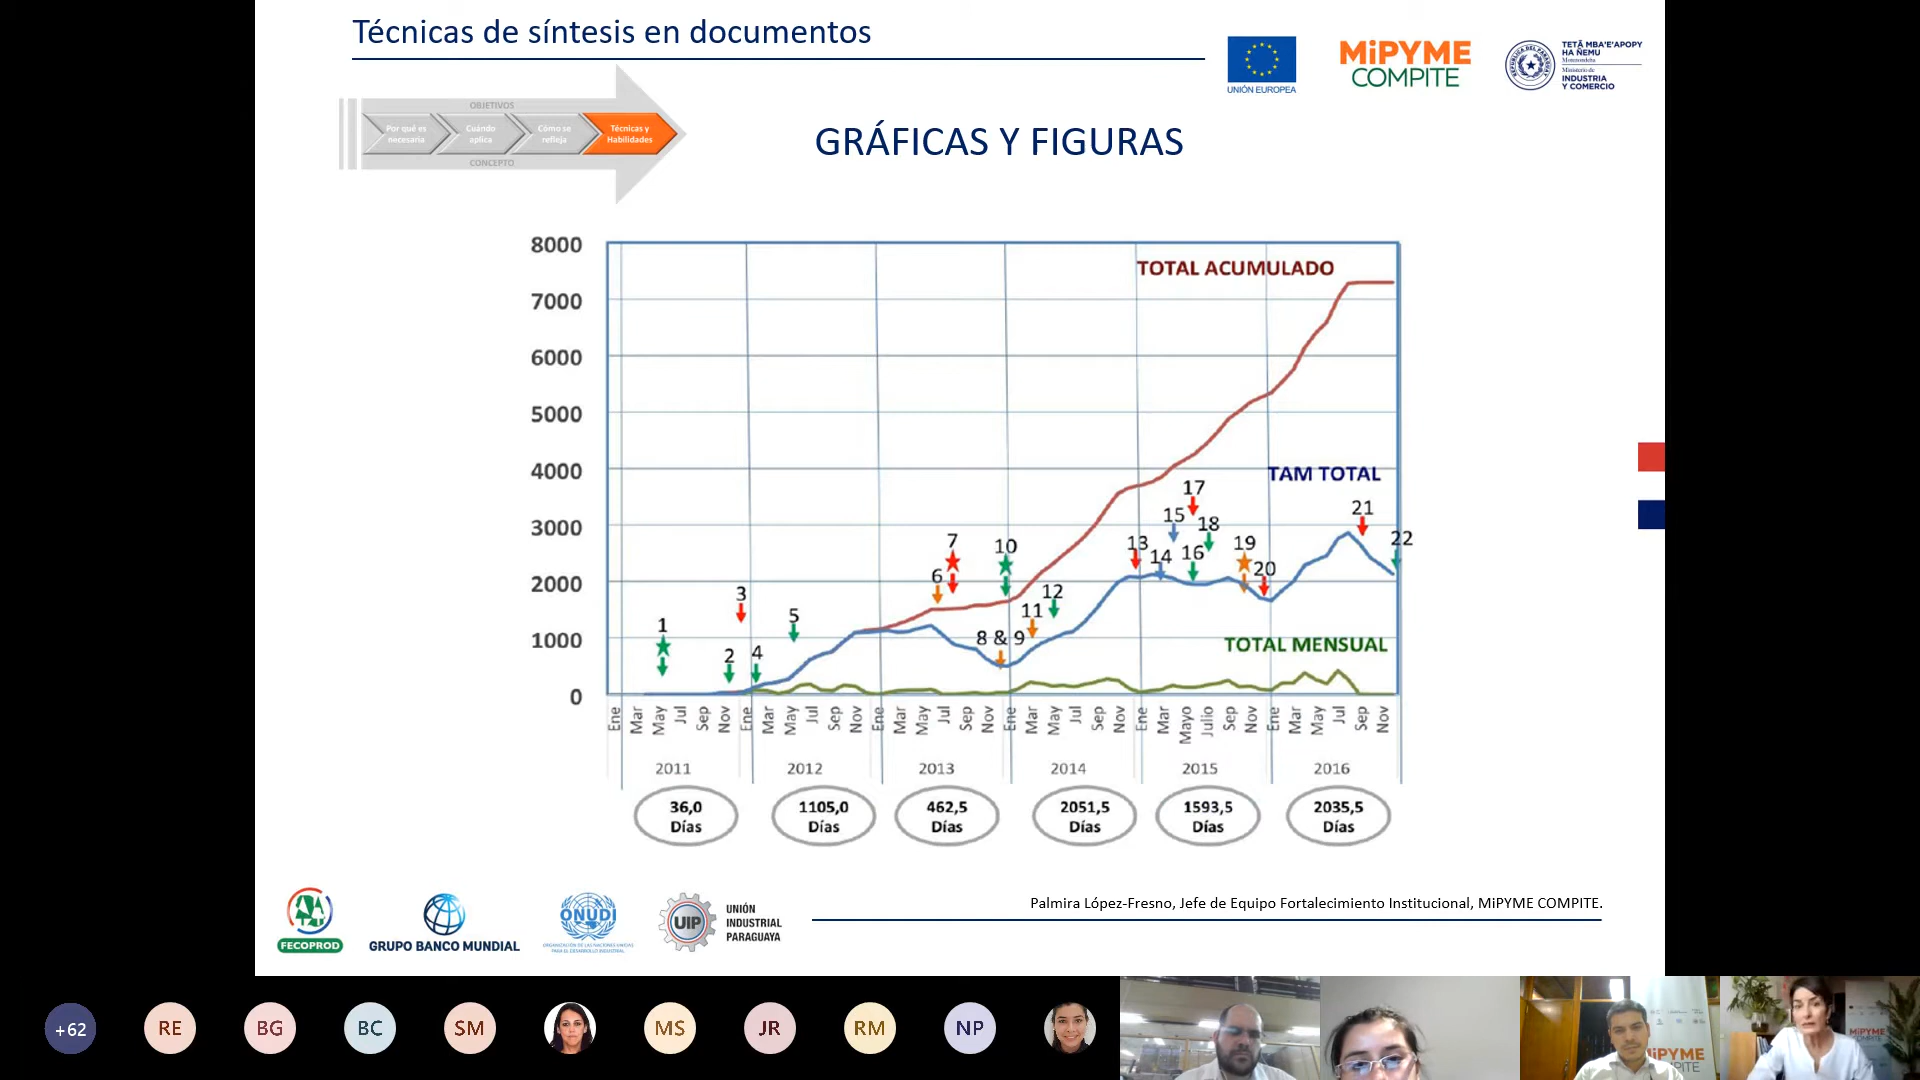 Técnicas de síntesis en documentos
UNIÓN EUROPEA
MiPYME
COMPITE
REPÚBLICA DEL PARAGUAY
TETÃ MBA'E'APOPY
HA ÑEMU
Motenondeha
Ministerio de
INDUSTRIA
Y COMERCIO
OBJETIVOS
Por qué es necesaria
Cuándo aplica
Cómo se refleja
Técnicas y Habilidades
CONCEPTO
GRÁFICAS Y FIGURAS
8000
7000
6000
5000
4000
3000
2000
1000
0
TOTAL ACUMULADO
TAM TOTAL
TOTAL MENSUAL
1
2
3
4
5
6
7
8 & 9
10
11
12
13
14
15
16
17
18
19
20
21
22
Ene Mar May Jul Sep Nov Ene Mar May Jul Sep Nov Ene Mar May Jul Sep Nov Ene Mar May Jul Sep Nov Ene Mar Mayo Julio Sep Nov Ene Mar May Jul Sep Nov
2011 2012 2013 2014 2015 2016
36,0 Días
1105,0 Días
462,5 Días
2051,5 Días
1593,5 Días
2035,5 Días
Palmira López-Fresno, Jefe de Equipo Fortalecimiento Institucional, MiPYME COMPITE.
FECOPROD
GRUPO BANCO MUNDIAL
ONUDI
ORGANIZACIÓN DE LAS NACIONES UNIDAS
PARA EL DESARROLLO INDUSTRIAL
UIP
UNIÓN
INDUSTRIAL
PARAGUAYA
+62
RE
BG
BC
SM
MS
JR
RM
NP
MiPYME